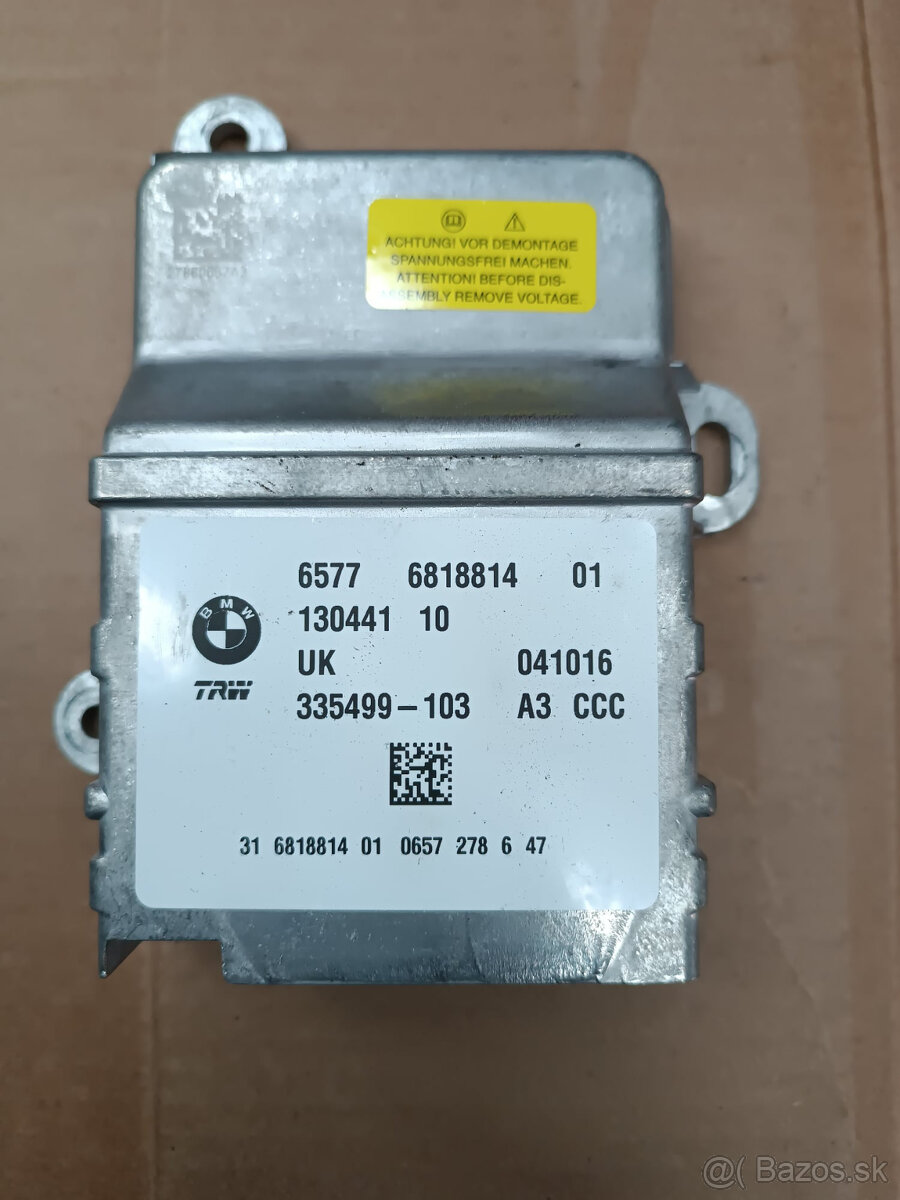 ACHTUNG! VOR DEMONTAGE
SPANNUNGSFREI MACHEN.
ATTENTION! BEFORE DIS-
ASSEMBLY REMOVE VOLTAGE.
6577 6818814 01
BMW
130441 10
UK 041016
TRW
335499-103 A3 CCC
31 6818814 01 0657 278 6 47
@( Bazos.sk